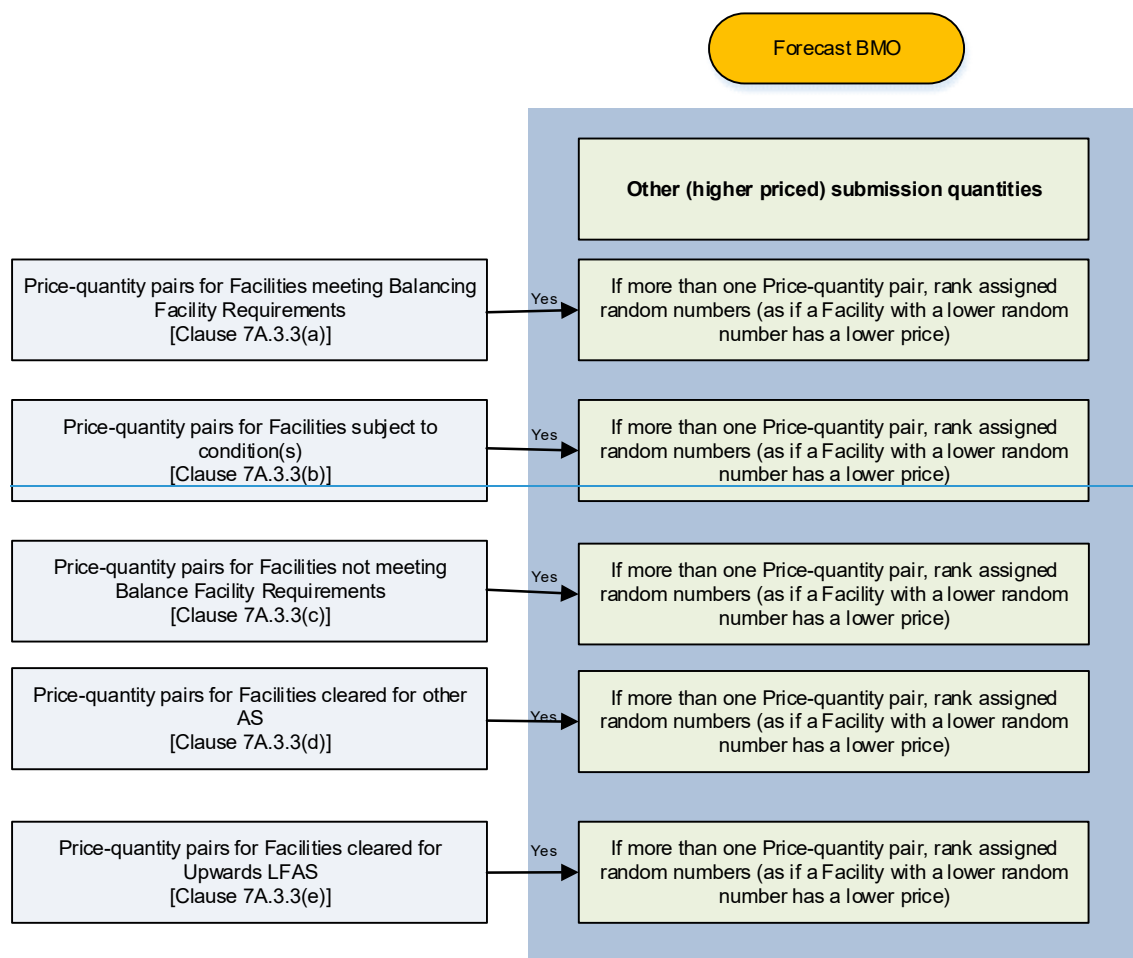 Forecast BMO
Other (higher priced) submission quantities
Price-quantity pairs for Facilities meeting Balancing
Facility Requirements
[Clause 7A.3.3(a)]
Yes
If more than one Price-quantity pair, rank assigned
random numbers (as if a Facility with a lower random
number has a lower price)
Price-quantity pairs for Facilities subject to
condition(s)
[Clause 7A.3.3(b)]
Yes
If more than one Price-quantity pair, rank assigned
random numbers (as if a Facility with a lower random
number has a lower price)
Price-quantity pairs for Facilities not meeting
Balance Facility Requirements
[Clause 7A.3.3(c)]
Yes
If more than one Price-quantity pair, rank assigned
random numbers (as if a Facility with a lower random
number has a lower price)
Price-quantity pairs for Facilities cleared for other
AS
[Clause 7A.3.3(d)]
Yes
If more than one Price-quantity pair, rank assigned
random numbers (as if a Facility with a lower random
number has a lower price)
Price-quantity pairs for Facilities cleared for
Upwards LFAS
[Clause 7A.3.3(e)]
Yes
If more than one Price-quantity pair, rank assigned
random numbers (as if a Facility with a lower random
number has a lower price)